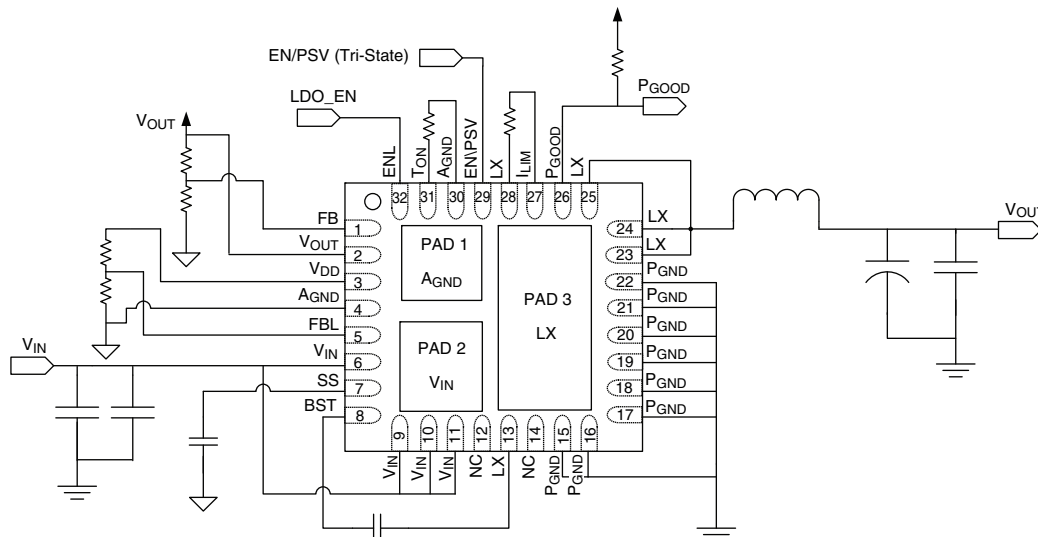 EN/PSV (Tri-State)
PGOOD
LDO_EN
VOUT
ENL
TON
AGND
EN\PSV
LX
ILIM
PGOOD
LX
32
31
30
29
28
27
26
25
FB
1
VOUT
2
VDD
3
AGND
4
FBL
5
VIN
VIN
6
SS
7
BST
8
PAD 1
AGND
PAD 2
VIN
PAD 3
LX
24
LX
23
LX
22
PGND
21
PGND
20
PGND
19
PGND
18
PGND
17
PGND
VOUT
9
10
11
12
13
14
15
16
VIN
VIN
VIN
NC
LX
NC
PGND
PGND